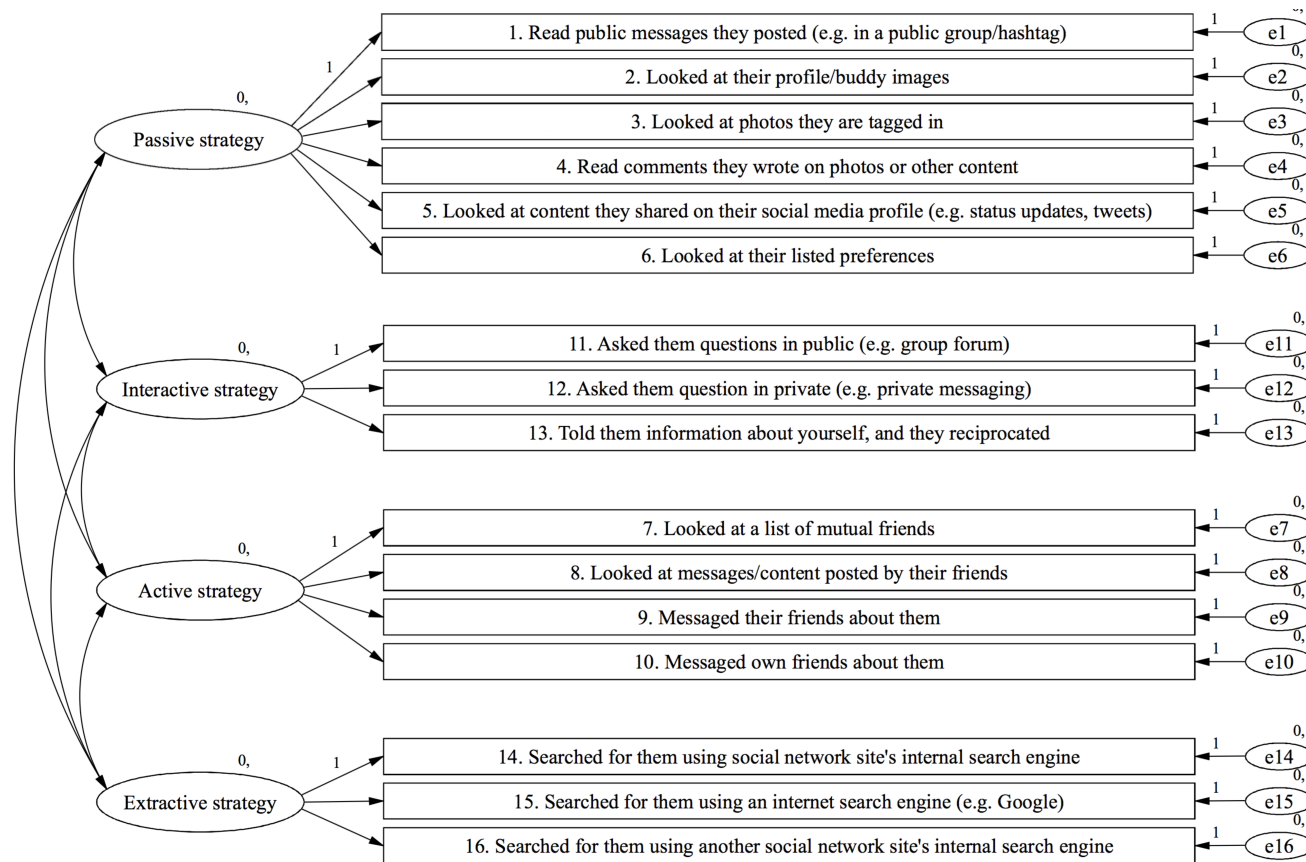 0,
1
1. Read public messages they posted (e.g. in a public group/hashtag)
1
e1
0,
2. Looked at their profile/buddy images
1
e2
0,
0,
Passive strategy
1
3. Looked at photos they are tagged in
1
e3
0,
4. Read comments they wrote on photos or other content
1
e4
0,
5. Looked at content they shared on their social media profile (e.g. status updates, tweets)
1
e5
0,
6. Looked at their listed preferences
1
e6
0,
0,
Interactive strategy
1
11. Asked them questions in public (e.g. group forum)
1
e11
0,
12. Asked them question in private (e.g. private messaging)
1
e12
0,
13. Told them information about yourself, and they reciprocated
1
e13
0,
0,
Active strategy
1
7. Looked at a list of mutual friends
1
e7
0,
8. Looked at messages/content posted by their friends
1
e8
0,
9. Messaged their friends about them
1
e9
0,
10. Messaged own friends about them
1
e10
0,
0,
Extractive strategy
1
14. Searched for them using social network site's internal search engine
1
e14
0,
15. Searched for them using an internet search engine (e.g. Google)
1
e15
0,
16. Searched for them using another social network site's internal search engine
1
e16